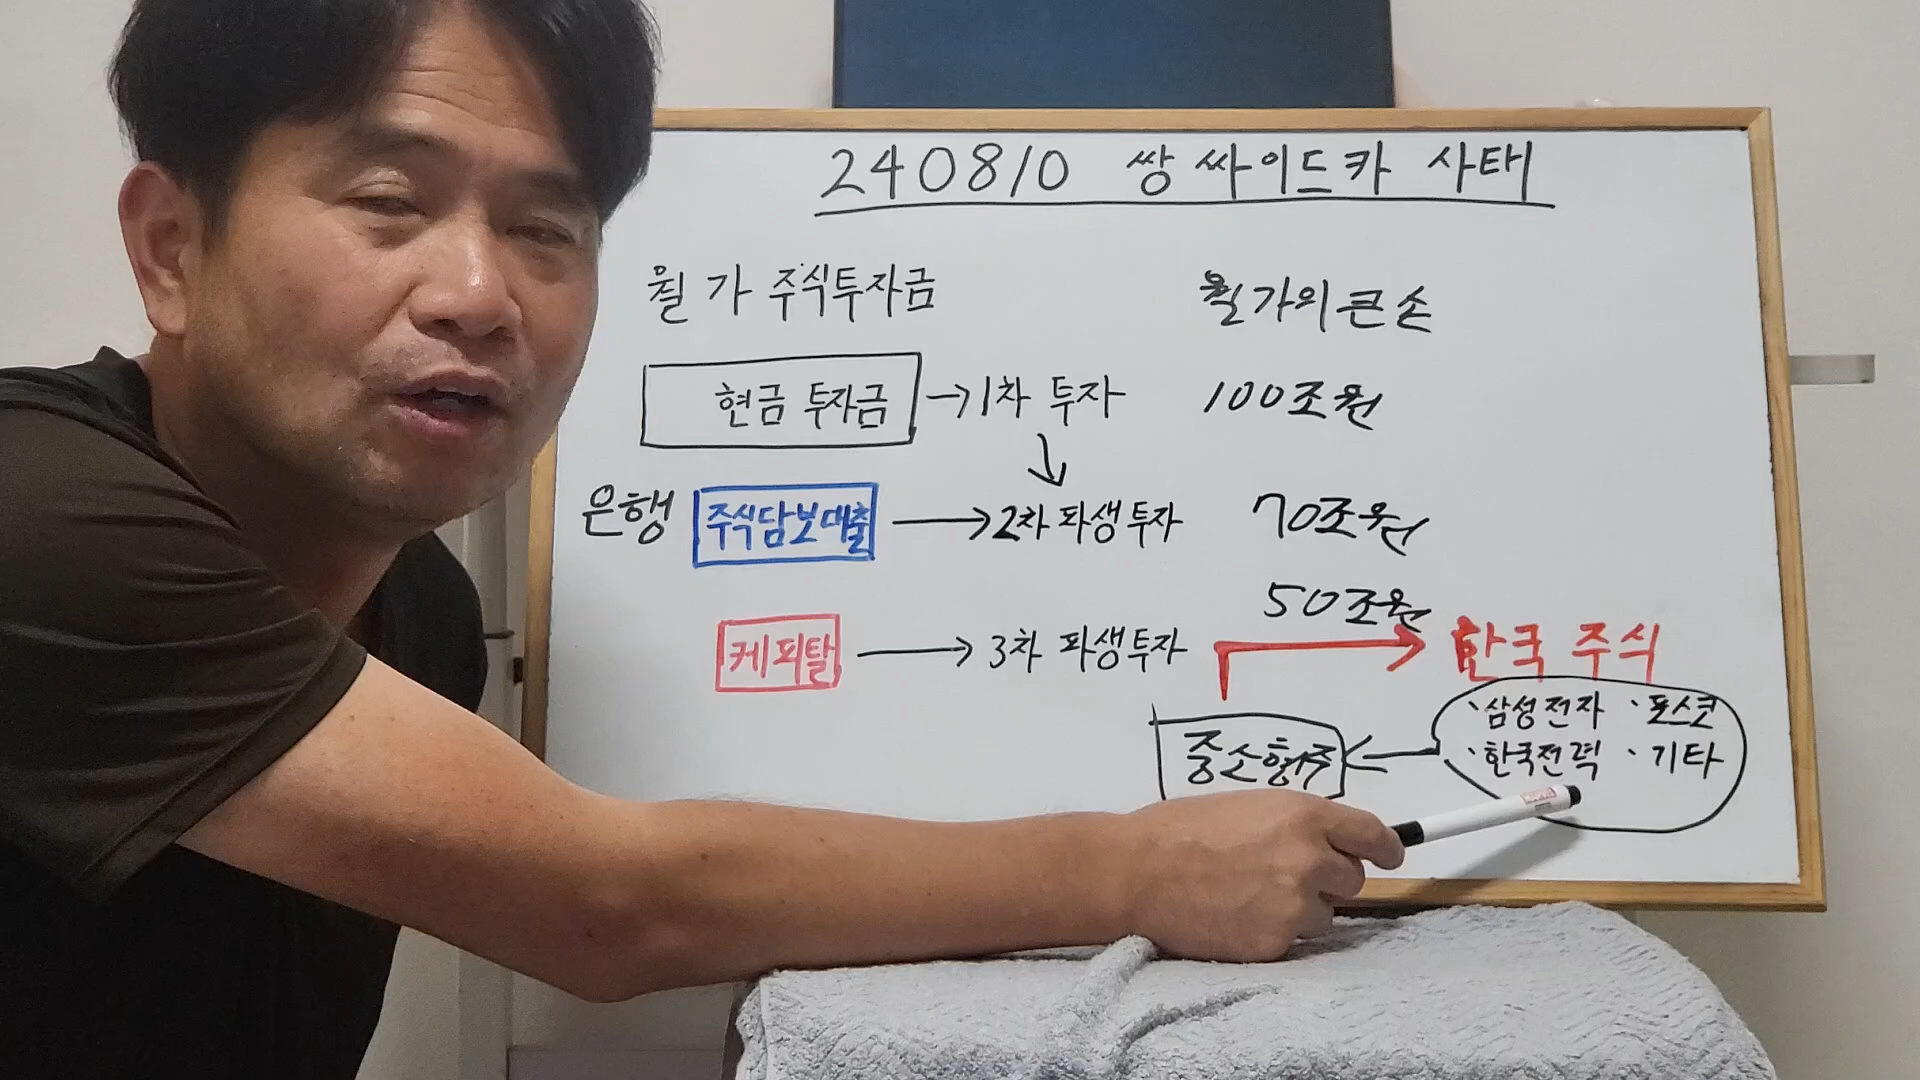 240810 쌍 싸이드카 사태
월가 주식투자금
월가의 큰 손
현금 투자금 → 1차 투자 100조원
은행 주식담보대출 → 2차 파생투자 70조원
50조원
케피탈 → 3차 파생투자 → 한국 주식
·삼성전자 ·포스코
중소형주 ← ·한국전력 ·기타